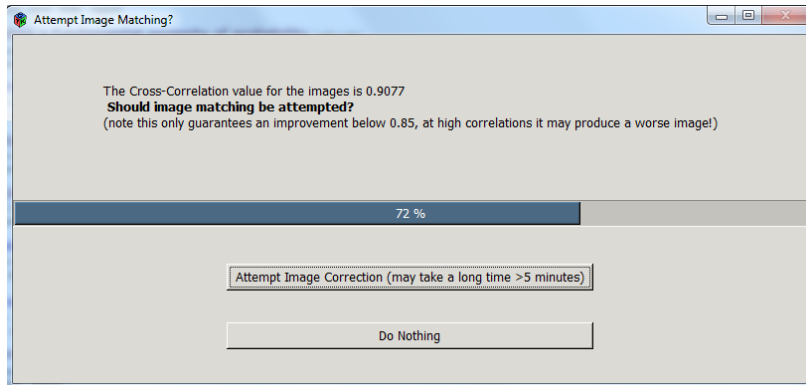 Attempt Image Matching?
The Cross-Correlation value for the images is 0.9077
Should image matching be attempted?
(note this only guarantees an improvement below 0.85, at high correlations it may produce a worse image!)
72 %
Attempt Image Correction (may take a long time >5 minutes)
Do Nothing